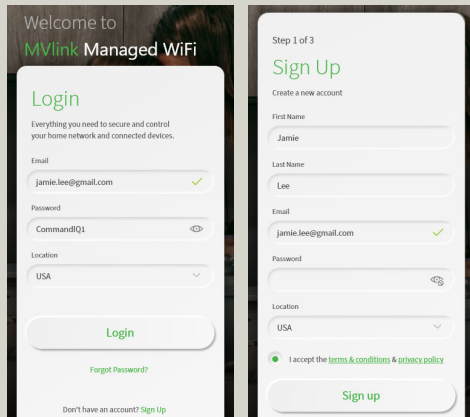 Welcome to
MVlink Managed WiFi
Login
Everything you need to secure and control
your home network and connected devices.
Email
jamie.lee@gmail.com
Password
CommandIQ1
Location
USA
Login
Forgot Password?
Don't have an account? Sign Up
Step 1 of 3
Sign Up
Create a new account
First Name
Jamie
Last Name
Lee
Email
jamie.lee@gmail.com
Password
Location
USA
I accept the terms & conditions & privacy policy
Sign up